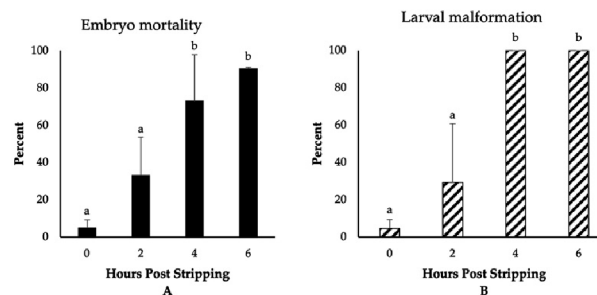 Embryo mortality
100
80
60
40
20
0
Percent
a
a
b
b
0 2 4 6
Hours Post Stripping
A
Larval malformation
100
80
60
40
20
0
Percent
a
a
b
b
0 2 4 6
Hours Post Stripping
B